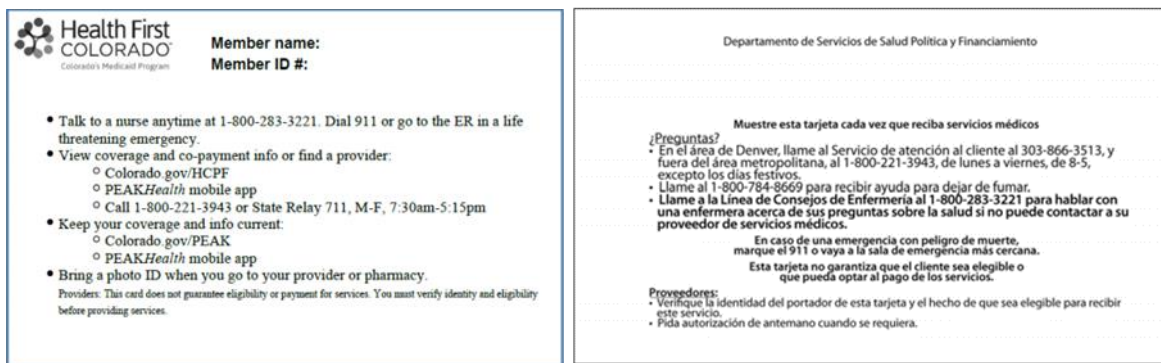 Health First
COLORADO
Colorado's Medicaid Program
Member name:
Member ID #:
• Talk to a nurse anytime at 1-800-283-3221. Dial 911 or go to the ER in a life
threatening emergency.
• View coverage and co-payment info or find a provider:
○ Colorado.gov/HCPF
○ PEAKHealth mobile app
○ Call 1-800-221-3943 or State Relay 711, M-F, 7:30am-5:15pm
• Keep your coverage and info current:
○ Colorado.gov/PEAK
○ PEAKHealth mobile app
• Bring a photo ID when you go to your provider or pharmacy.
Providers: This card does not guarantee eligibility or payment for services. You must verify identity and eligibility
before providing services.
Departamento de Servicios de Salud Política y Financiamiento
Muestre esta tarjeta cada vez que reciba servicios médicos
¿Preguntas?
• En el área de Denver, llame al Servicio de atención al cliente al 303-866-3513, y
fuera del área metropolitana, al 1-800-221-3943, de lunes a viernes, de 8-5,
excepto los días festivos.
• Llame al 1-800-784-8669 para recibir ayuda para dejar de fumar.
• Llame a la Línea de Consejos de Enfermería al 1-800-283-3221 para hablar con
una enfermera acerca de sus preguntas sobre la salud si no puede contactar a su
proveedor de servicios médicos.
En caso de una emergencia con peligro de muerte,
marque el 911 o vaya a la sala de emergencia más cercana.
Esta tarjeta no garantiza que el cliente sea elegible o
que pueda optar al pago de los servicios.
Proveedores:
• Verifique la identidad del portador de esta tarjeta y el hecho de que sea elegible para recibir
este servicio.
• Pida autorización de antemano cuando se requiera.